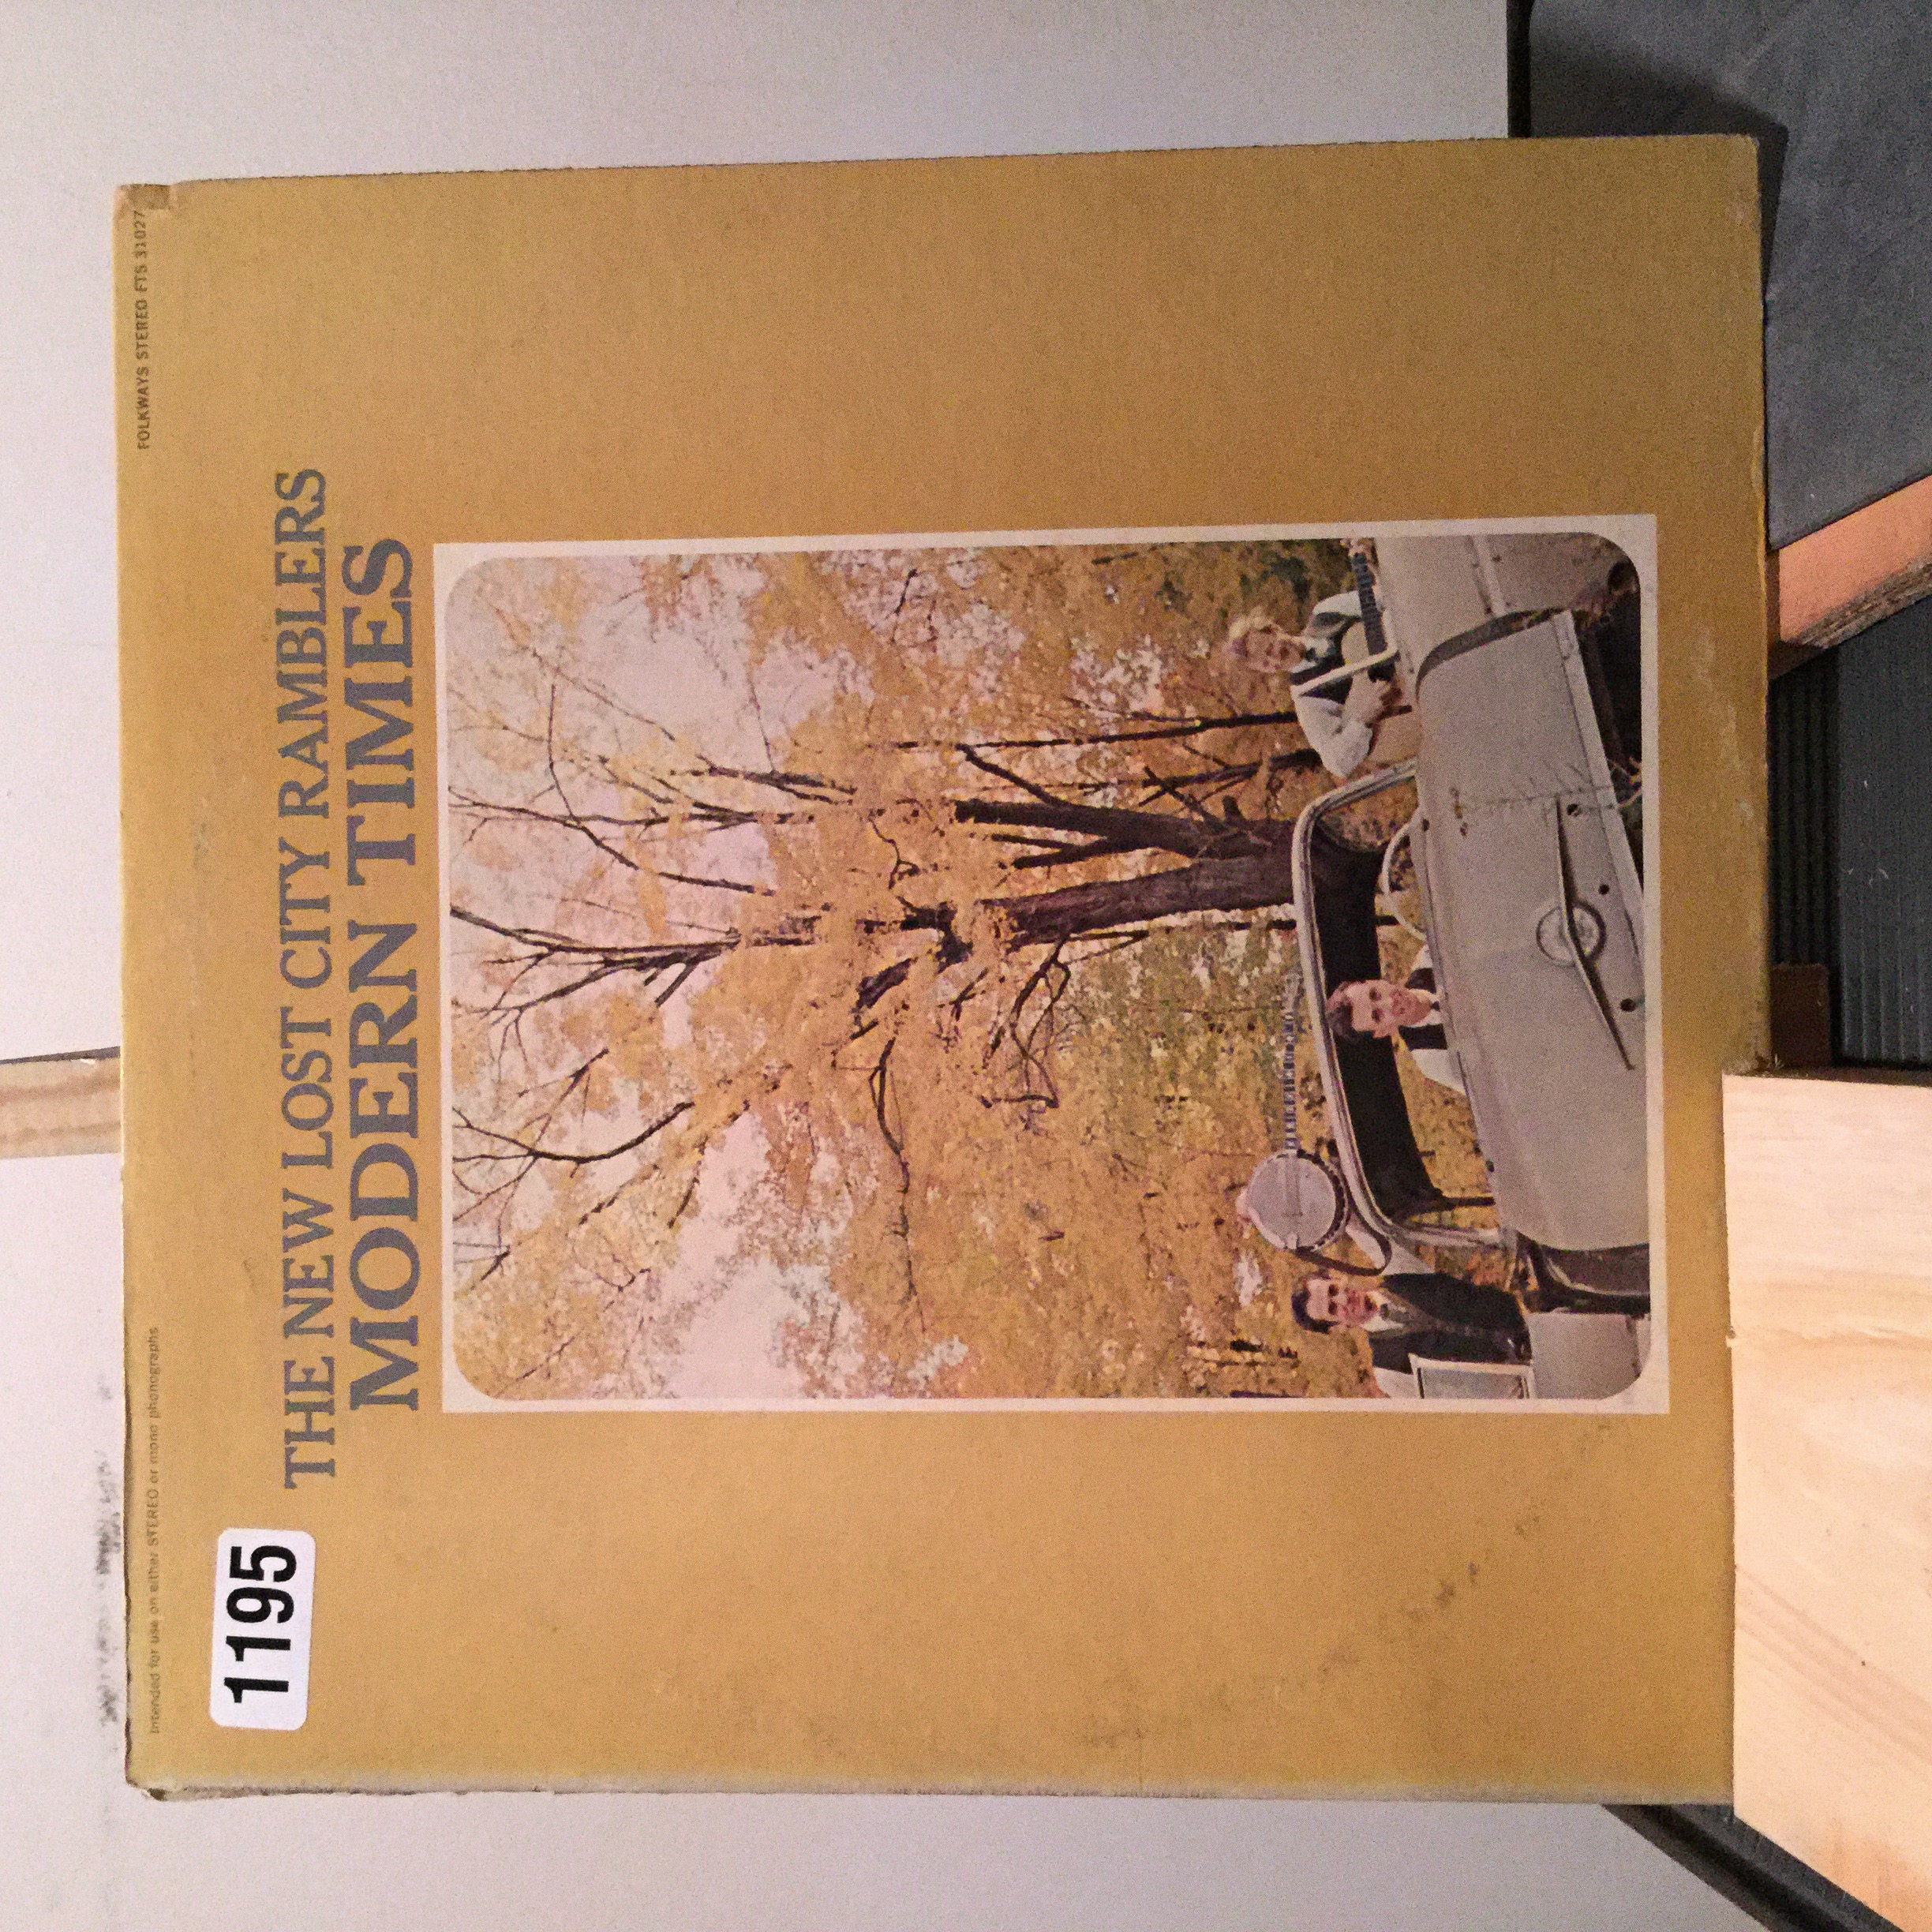 Intended for use on either STEREO or mono phonographs
FOLKWAYS STEREO FTS 31027
1195
THE NEW LOST CITY RAMBLERS
MODERN TIMES